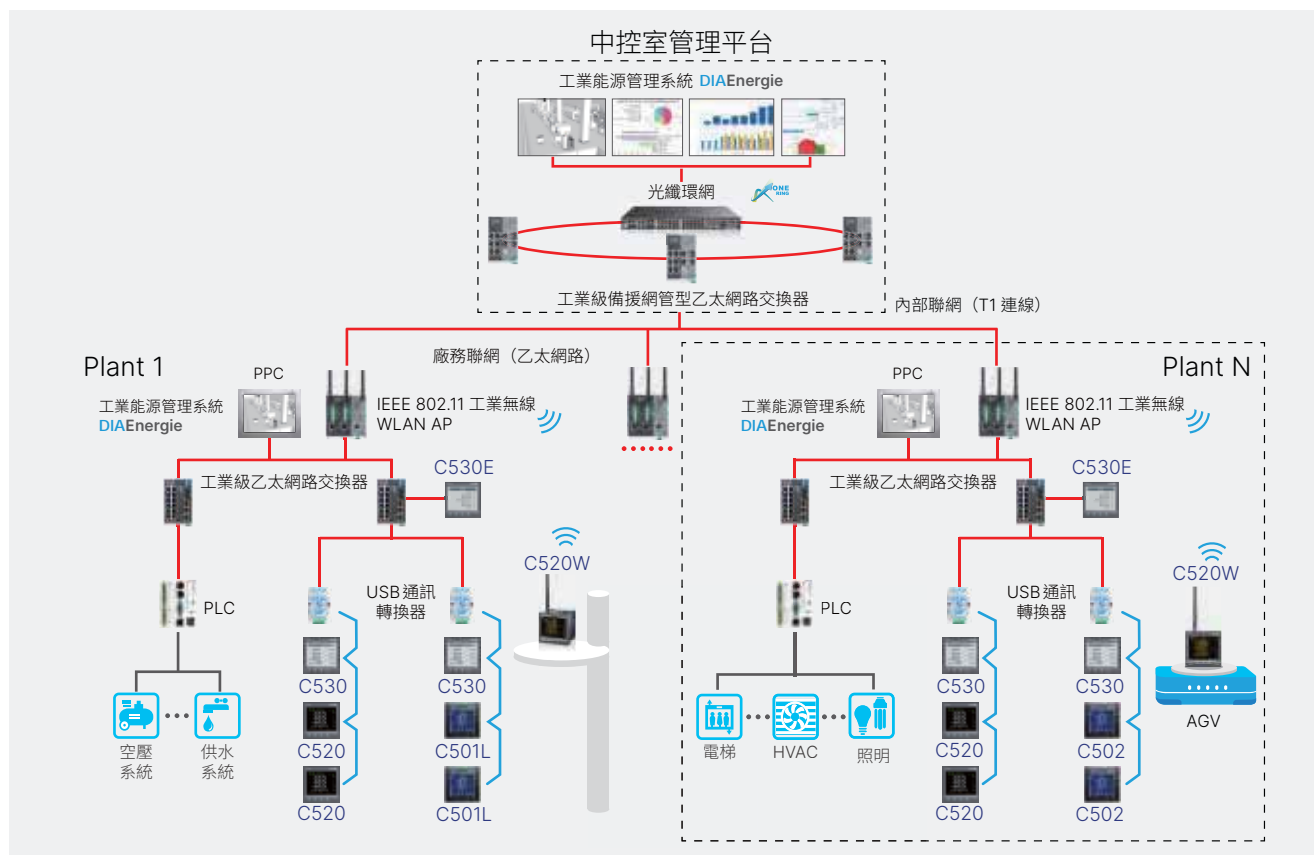 中控室管理平台
工業能源管理系統 DIAEnergie
光纖環網
ONE
RING
工業級備援網管型乙太網路交換器
內部聯網（T1 連線）
廠務聯網（乙太網路）
Plant 1
PPC
工業能源管理系統
DIAEnergie
IEEE 802.11 工業無線
WLAN AP
工業級乙太網路交換器
C530E
C520W
PLC
USB通訊
轉換器
C530
C530
C520
C501L
C520
C501L
空壓
系統
供水
系統
Plant N
PPC
工業能源管理系統
DIAEnergie
IEEE 802.11 工業無線
WLAN AP
工業級乙太網路交換器
C530E
C520W
PLC
USB通訊
轉換器
C530
C530
C520
C502
C520
C502
AGV
電梯
HVAC
照明